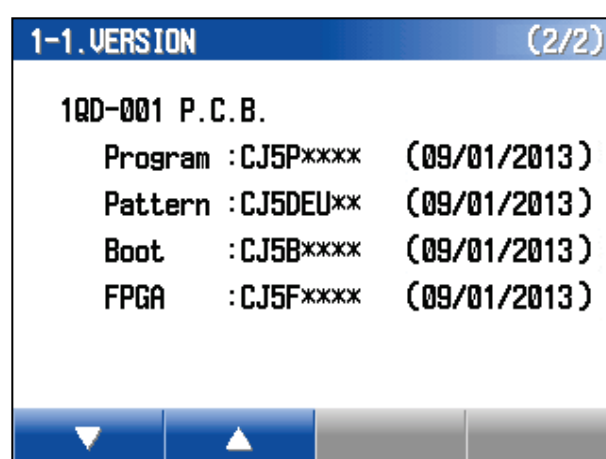 1-1.VERSION (2/2)
1QD-001 P.C.B.
Program :CJ5P**** (09/01/2013)
Pattern :CJ5DEU** (09/01/2013)
Boot :CJ5B**** (09/01/2013)
FPGA :CJ5F**** (09/01/2013)